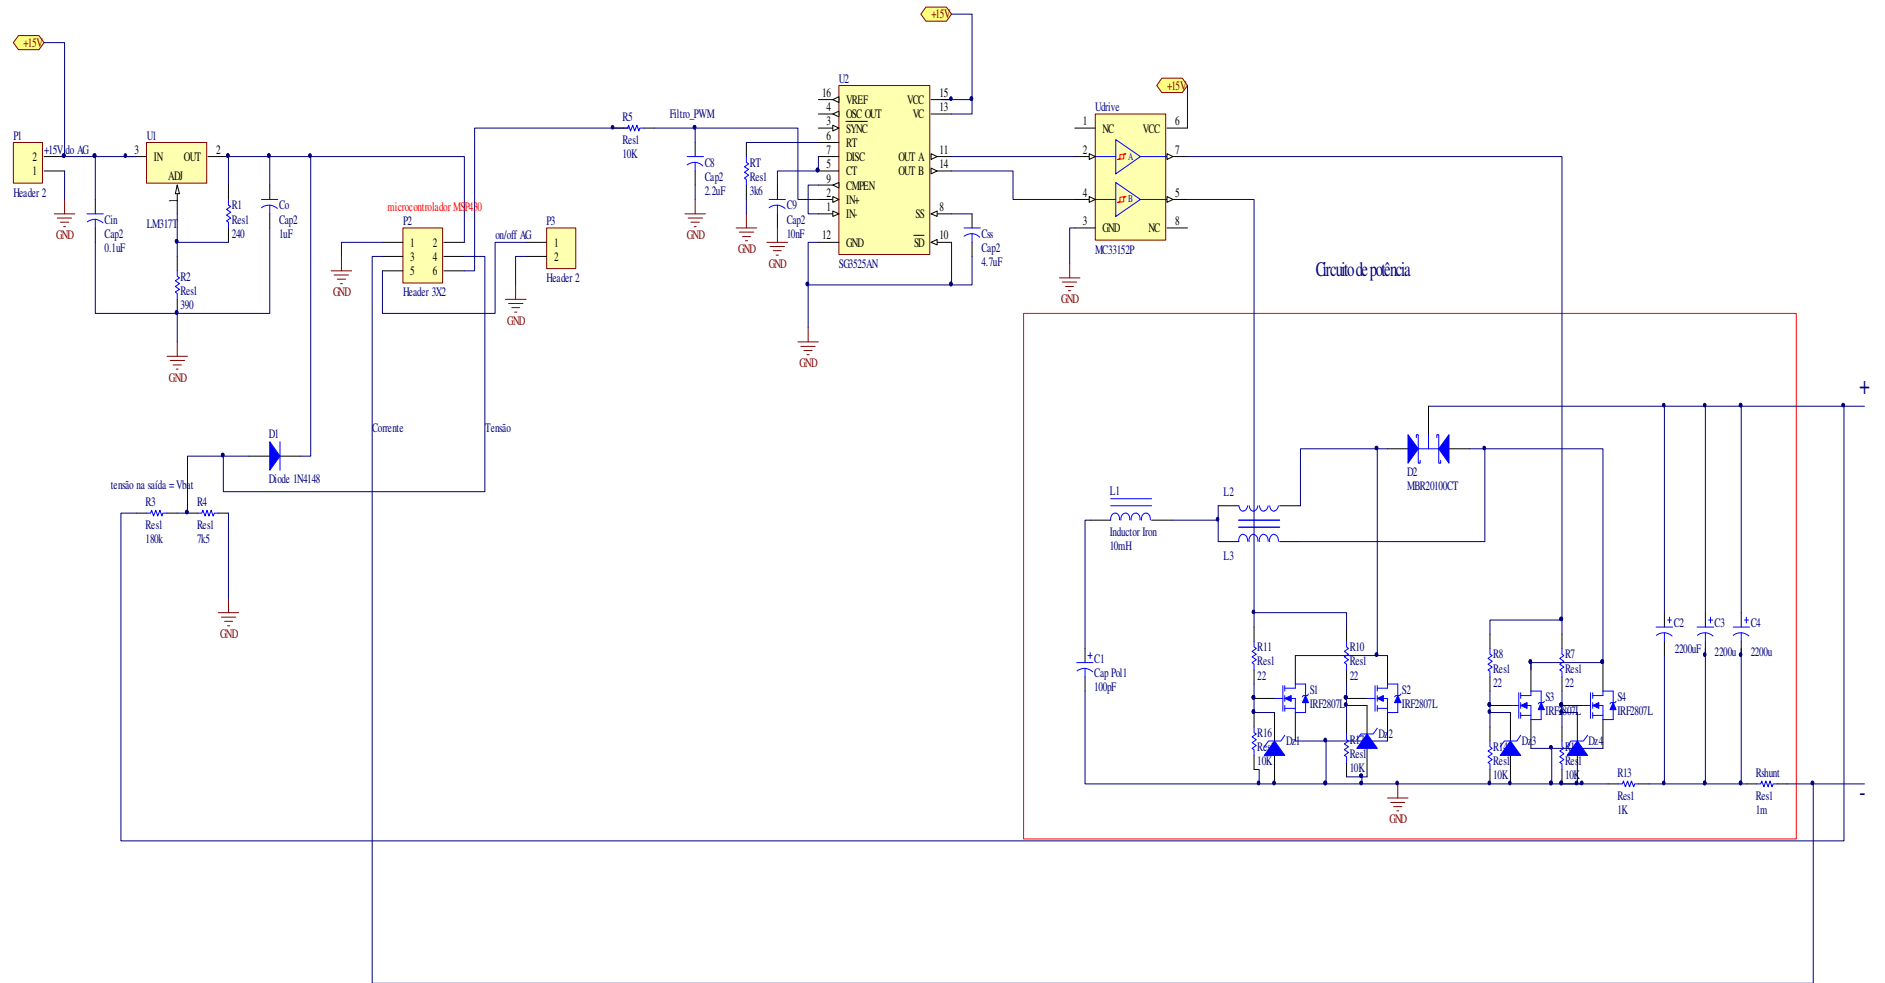 +15V
+15V
+15V
P1
2
1
+15V do AG
Header 2
GND
U1
3
IN
OUT
2
ADJ
1
LM317T
Cin
Cap2
0.1uF
R1
Res1
240
Co
Cap2
1uF
R2
Res1
390
GND
microcontrolador MSP430
P2
1
2
3
4
5
6
Header 3X2
GND
on/off AG
P3
1
2
Header 2
GND
R5
Res1
10K
Filtro_PWM
C8
Cap2
2.2uF
GND
RT
Res1
3k6
GND
C9
Cap2
10nF
GND
U2
16
VREF
4
OSC OUT
3
SYNC
6
RT
7
DISC
5
CT
9
CMPEN
2
IN+
1
IN-
12
GND
VCC
15
VC
13
OUT A
11
OUT B
14
SS
8
SD
10
SG3525AN
GND
Css
Cap2
4.7uF
Udrive
1
NC
VCC
6
2
A
7
4
B
5
3
GND
NC
8
MC33152P
GND
Circuito de potência
D1
Diode 1N4148
Corrente
Tensão
tensão na saída = Vbat
R3
Res1
180k
R4
Res1
7k5
GND
+
D2
MBR20100CT
L1
Inductor Iron
10mH
L2
L3
C1
Cap Pol1
100pF
R11
Res1
22
R10
Res1
22
S1
IRF2807L
S2
IRF2807L
R16
10K
Dz1
Res1
10K
Dz2
R8
Res1
22
R7
Res1
22
S3
IRF2807L
S4
IRF2807L
Res1
10K
Dz3
Res1
10K
Dz4
GND
R13
Res1
1K
C2
2200uF
C3
2200u
C4
2200u
Rshunt
Res1
1m
-